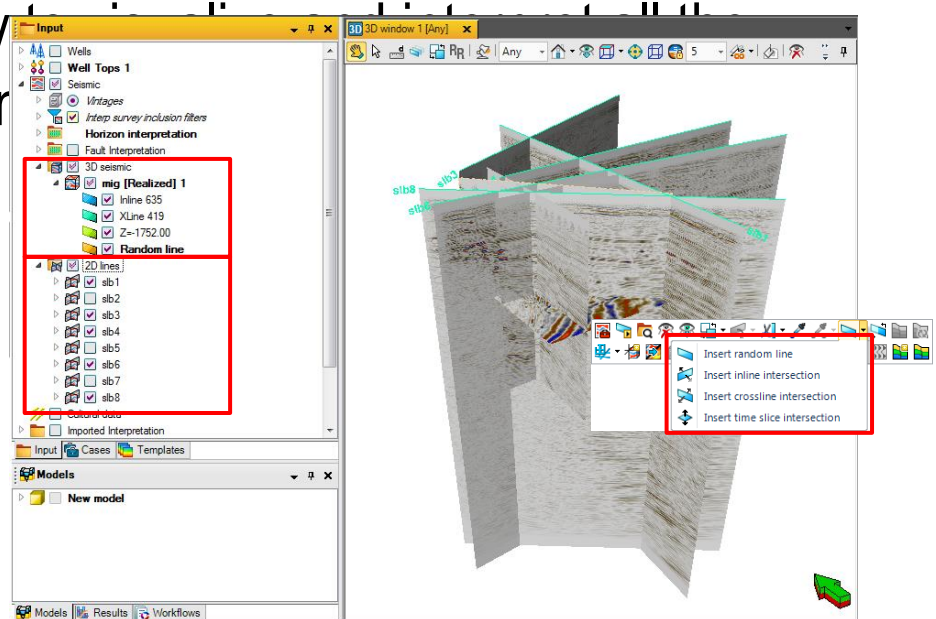 Input
Wells
Well Tops 1
Seismic
Vintages
Interp survey inclusion filters
Horizon interpretation
Fault Interpretation
3D seismic
mig [Realized] 1
Inline 635
XLine 419
Z=-1752.00
Random line
2D lines
slb1
slb2
slb3
slb4
slb5
slb6
slb7
slb8
Cultural data
Imported Interpretation
Input Cases Templates
Models
New model
Models Results Workflows
3D 3D window 1 [Any]
Any 5
slb3
slb8
slb6
slb3
Insert random line
Insert inline intersection
Insert crossline intersection
Insert time slice intersection